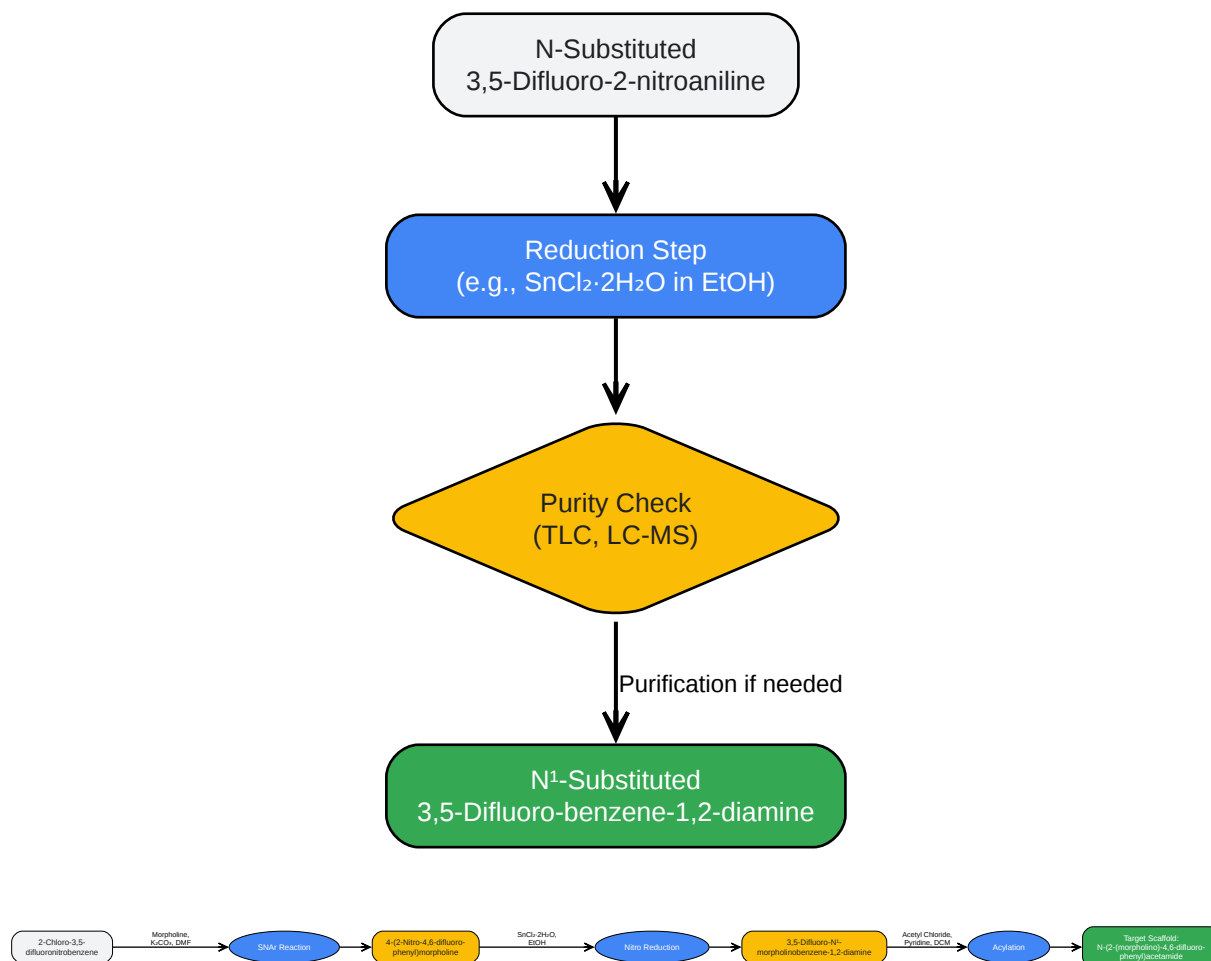 N-Substituted
3,5-Difluoro-2-nitroaniline
Reduction Step
(e.g., SnCl₂·2H₂O in EtOH)
Purity Check
(TLC, LC-MS)
Purification if needed
N¹-Substituted
3,5-Difluoro-benzene-1,2-diamine
2-Chloro-3,5-
difluoronitrobenzene
Morpholine,
K₂CO₃, DMF
SNAr Reaction
4-(2-Nitro-4,6-difluoro-
phenyl)morpholine
SnCl₂·2H₂O,
EtOH
Nitro Reduction
3,5-Difluoro-N¹-
morpholinobenzene-1,2-diamine
Acetyl Chloride,
Pyridine, DCM
Acylation
Target Scaffold:
N-(2-(morpholino)-4,6-difluoro-
phenyl)acetamide